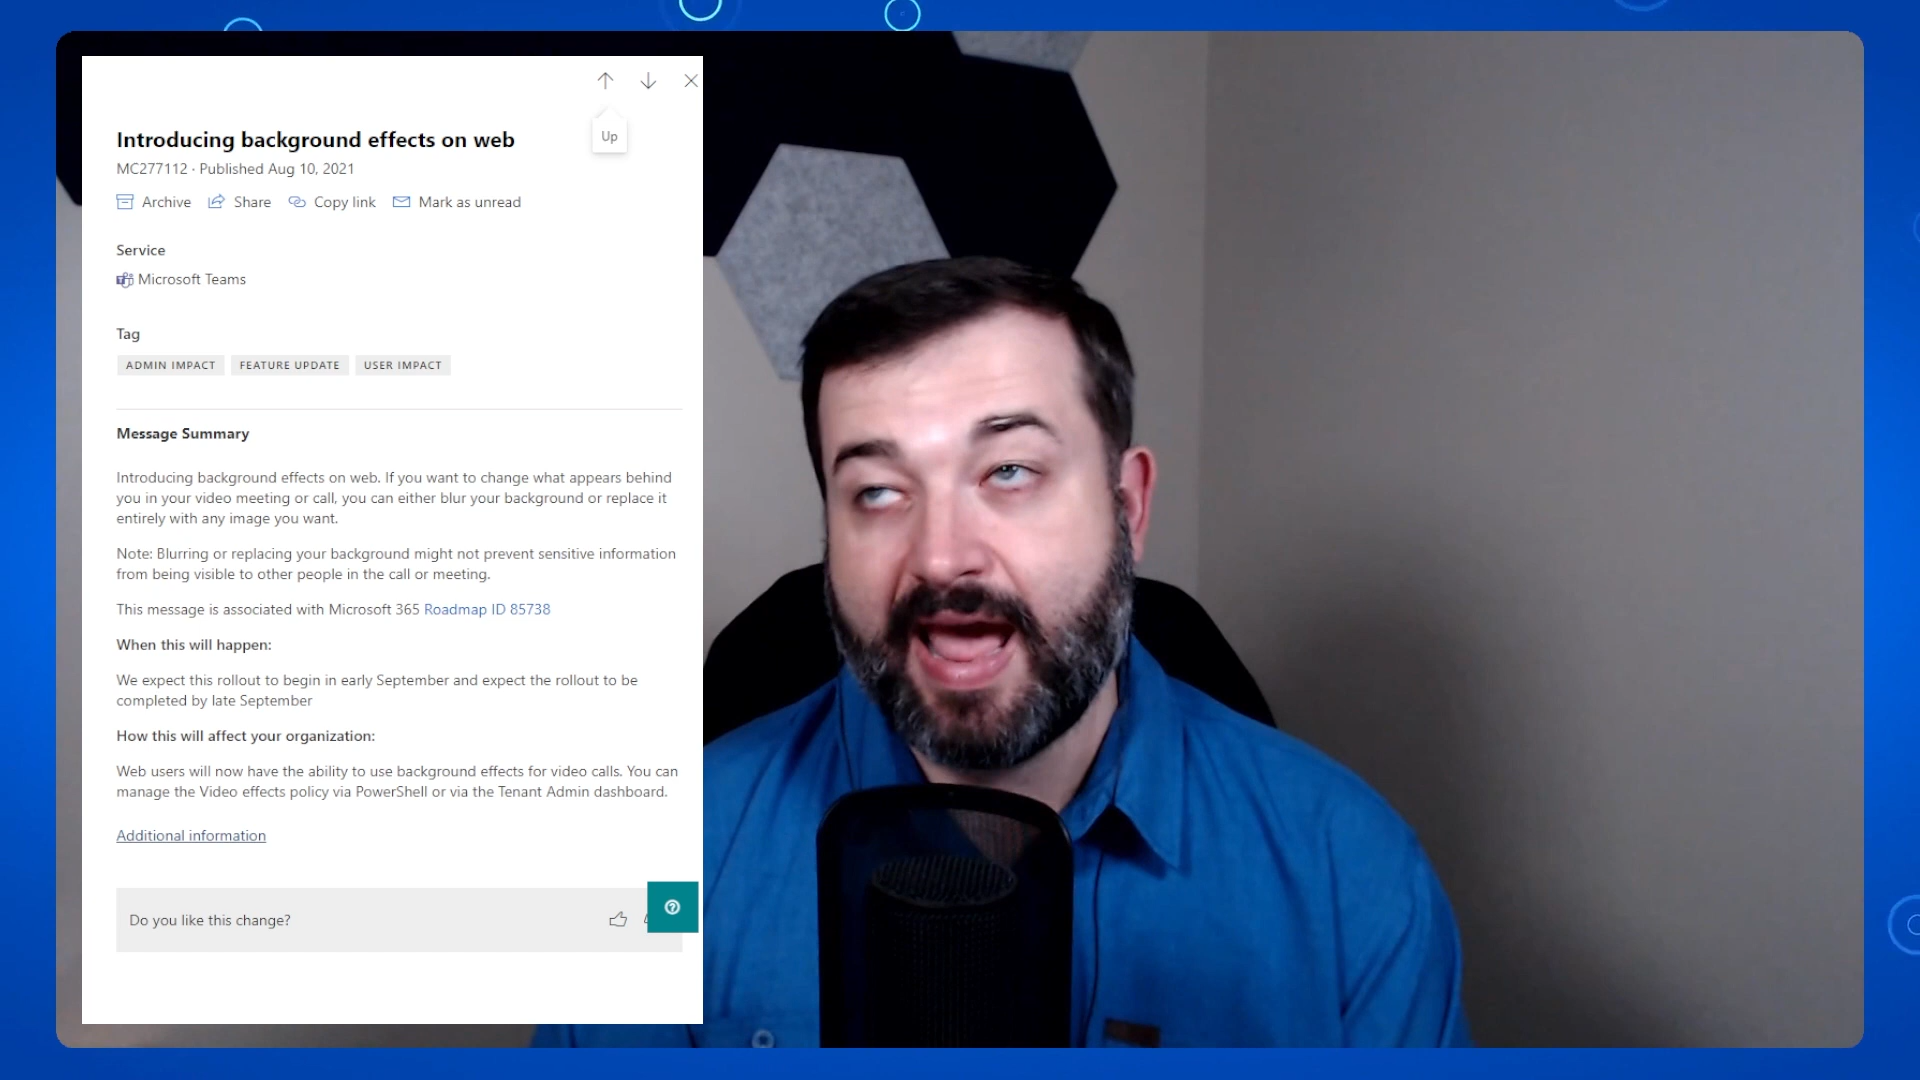 Up
Introducing background effects on web
MC277112 · Published Aug 10, 2021
Archive Share Copy link Mark as unread
Service
Microsoft Teams
Tag
ADMIN IMPACT FEATURE UPDATE USER IMPACT
Message Summary
Introducing background effects on web. If you want to change what appears behind
you in your video meeting or call, you can either blur your background or replace it
entirely with any image you want.
Note: Blurring or replacing your background might not prevent sensitive information
from being visible to other people in the call or meeting.
This message is associated with Microsoft 365 Roadmap ID 85738
When this will happen:
We expect this rollout to begin in early September and expect the rollout to be
completed by late September
How this will affect your organization:
Web users will now have the ability to use background effects for video calls. You can
manage the Video effects policy via PowerShell or via the Tenant Admin dashboard.
Additional information
Do you like this change?